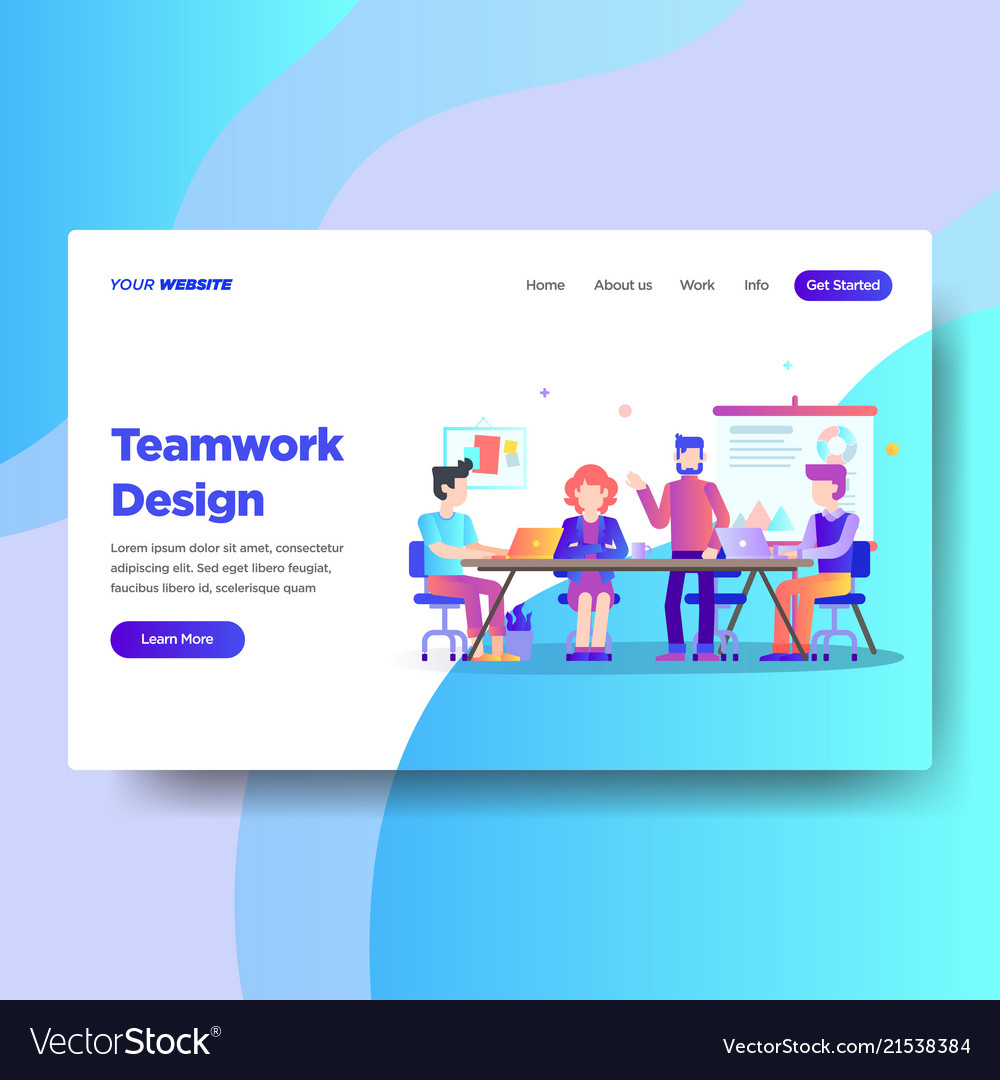 YOUR WEBSITE
Home About us Work Info Get Started
Teamwork
Design
Lorem ipsum dolor sit amet, consectetur
adipiscing elit. Sed eget libero feugiat,
faucibus libero id, scelerisque quam
Learn More
VectorStock®
VectorStock.com/21538384